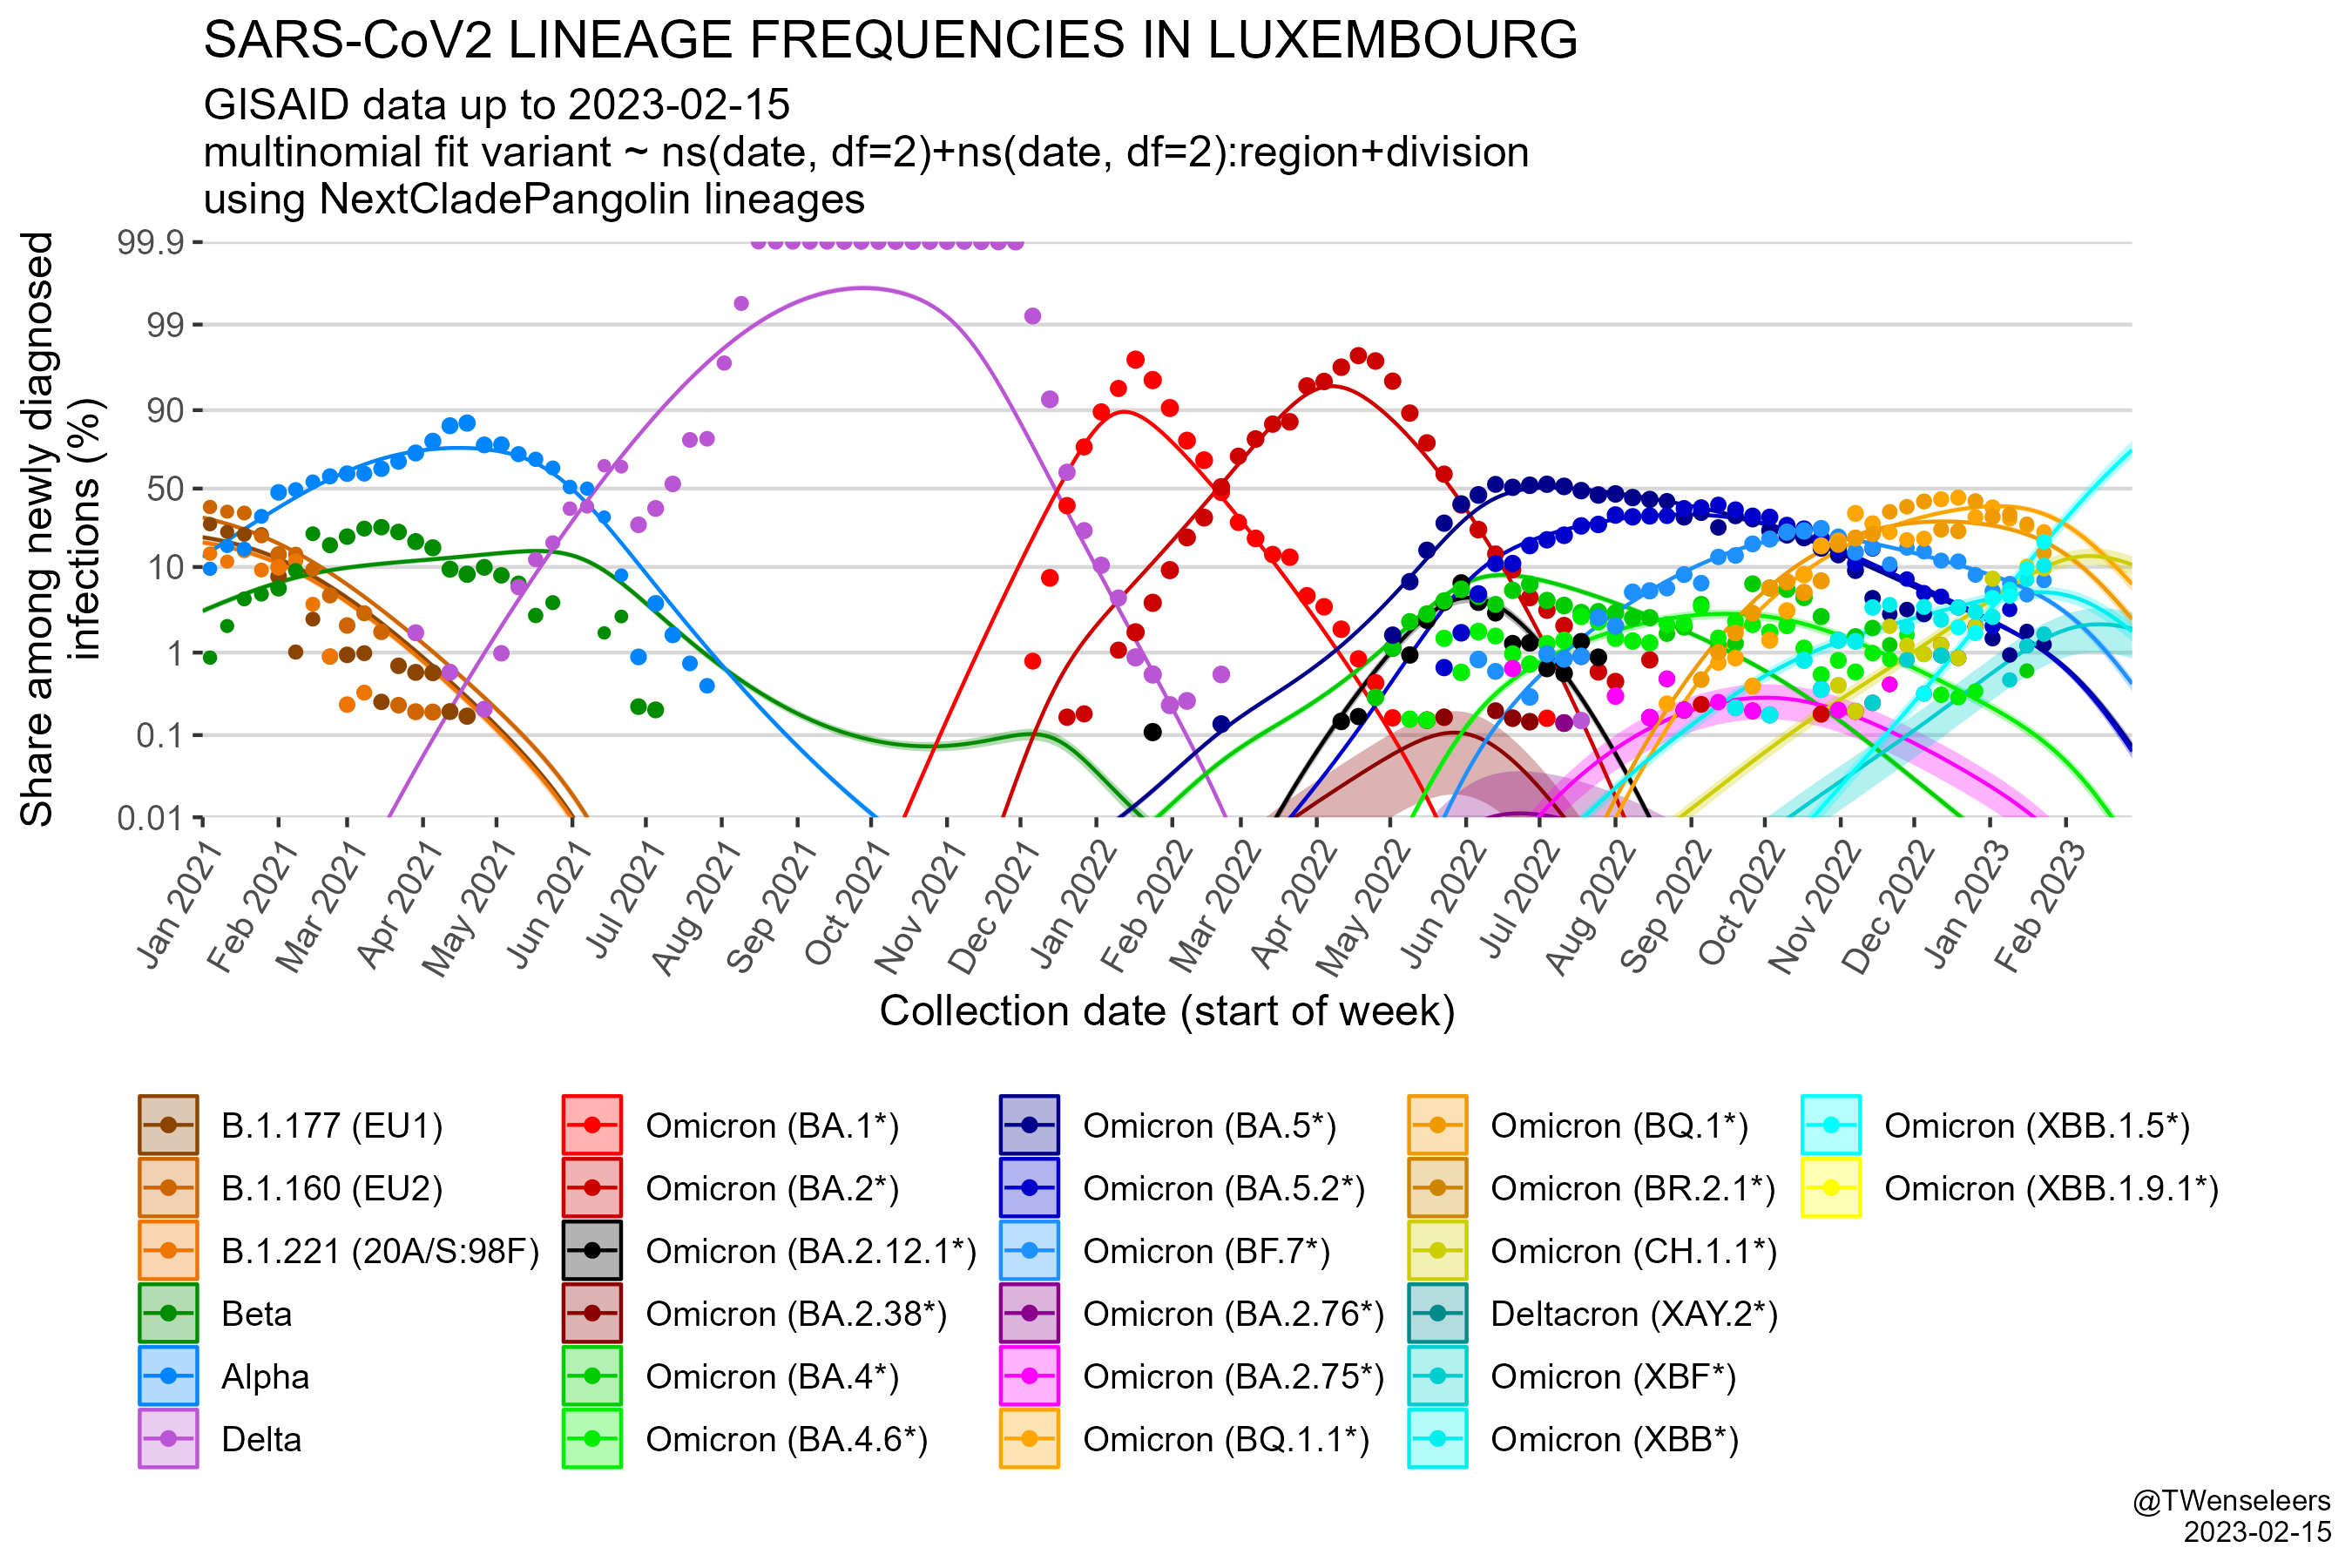 SARS-CoV2 LINEAGE FREQUENCIES IN LUXEMBOURG
GISAID data up to 2023-02-15
multinomial fit variant ~ ns(date, df=2)+ns(date, df=2):region+division
using NextCladePangolin lineages
Share among newly diagnosed
infections (%)
99.9
99
90
50
10
1
0.1
0.01
Jan 2021
Feb 2021
Mar 2021
Apr 2021
May 2021
Jun 2021
Jul 2021
Aug 2021
Sep 2021
Oct 2021
Nov 2021
Dec 2021
Jan 2022
Feb 2022
Mar 2022
Apr 2022
May 2022
Jun 2022
Jul 2022
Aug 2022
Sep 2022
Oct 2022
Nov 2022
Dec 2022
Jan 2023
Feb 2023
Collection date (start of week)
B.1.177 (EU1)
B.1.160 (EU2)
B.1.221 (20A/S:98F)
Beta
Alpha
Delta
Omicron (BA.1*)
Omicron (BA.2*)
Omicron (BA.2.12.1*)
Omicron (BA.2.38*)
Omicron (BA.4*)
Omicron (BA.4.6*)
Omicron (BA.5*)
Omicron (BA.5.2*)
Omicron (BF.7*)
Omicron (BA.2.76*)
Omicron (BA.2.75*)
Omicron (BQ.1.1*)
Omicron (BQ.1*)
Omicron (BR.2.1*)
Omicron (CH.1.1*)
Deltacron (XAY.2*)
Omicron (XBF*)
Omicron (XBB*)
Omicron (XBB.1.5*)
Omicron (XBB.1.9.1*)
@TWenseleers
2023-02-15